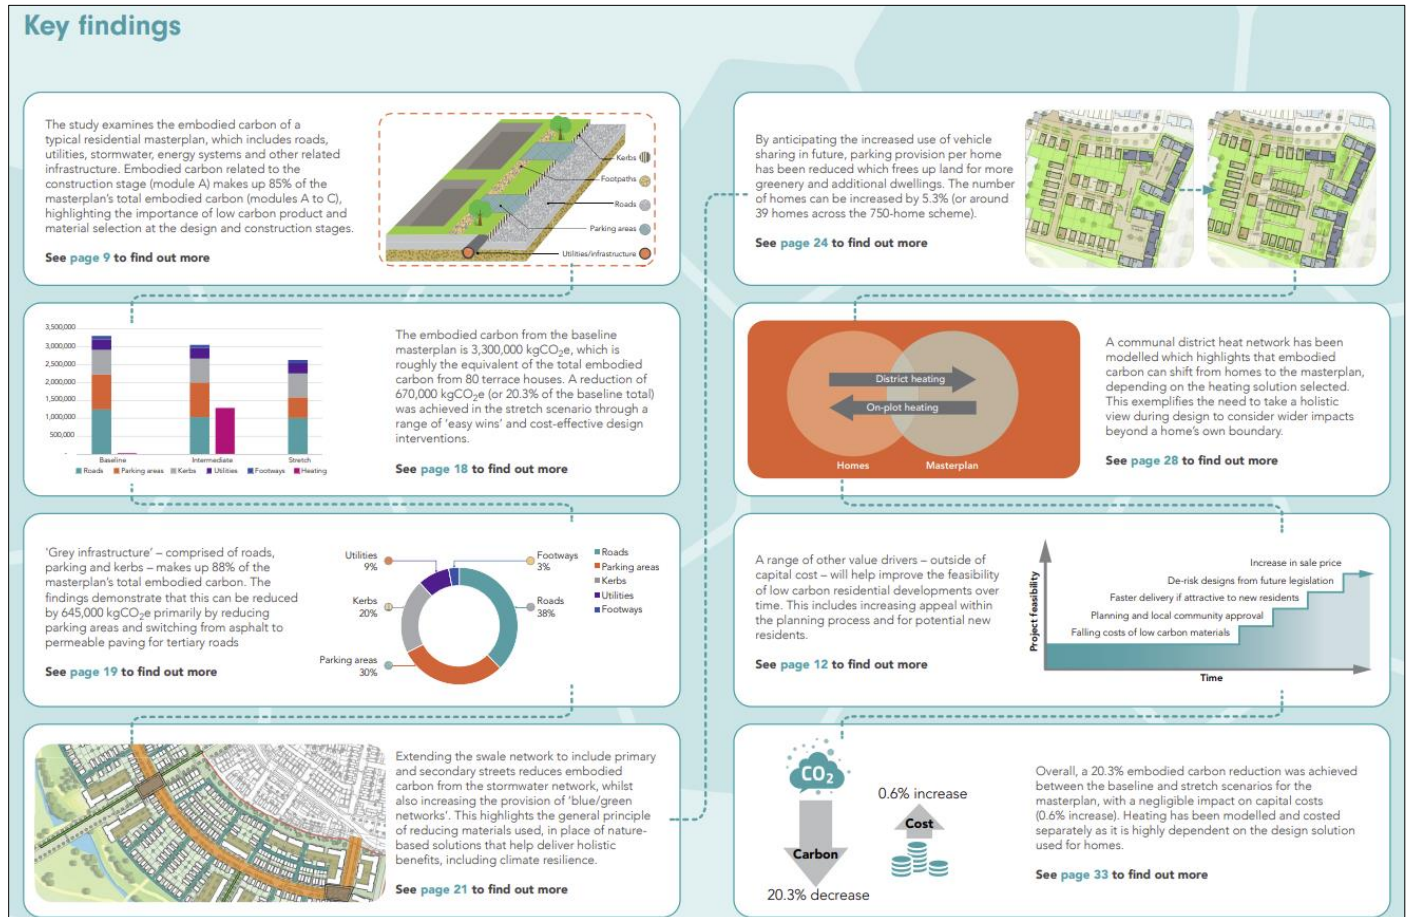 Key findings
The study examines the embodied carbon of a
typical residential masterplan, which includes roads,
utilities, stormwater, energy systems and other related
infrastructure. Embodied carbon related to the
construction stage (module A) makes up 85% of the
masterplan's total embodied carbon (modules A to C),
highlighting the importance of low carbon product and
material selection at the design and construction stages.
See page 9 to find out more
Kerbs
Footpaths
Roads
Parking areas
Utilities/infrastructure
3,500,000
3,000,000
2,500,000
2,000,000
1,500,000
1,000,000
500,000
-
Baseline
Intermediate
Stretch
Roads
Parking areas
Kerbs
Utilities
Footways
Heating
The embodied carbon from the baseline
masterplan is 3,300,000 kgCO₂e, which is
roughly the equivalent of the total embodied
carbon from 80 terrace houses. A reduction of
670,000 kgCO₂e (or 20.3% of the baseline total)
was achieved in the stretch scenario through a
range of 'easy wins' and cost-effective design
interventions.
See page 18 to find out more
'Grey infrastructure' – comprised of roads,
parking and kerbs – makes up 88% of the
masterplan's total embodied carbon. The
findings demonstrate that this can be reduced
by 645,000 kgCO₂e primarily by reducing
parking areas and switching from asphalt to
permeable paving for tertiary roads
See page 19 to find out more
Utilities
9%
Kerbs
20%
Parking areas
30%
Footways
3%
Roads
38%
Roads
Parking areas
Kerbs
Utilities
Footways
Extending the swale network to include primary
and secondary streets reduces embodied
carbon from the stormwater network, whilst
also increasing the provision of 'blue/green
networks'. This highlights the general principle
of reducing materials used, in place of nature-
based solutions that help deliver holistic
benefits, including climate resilience.
See page 21 to find out more
By anticipating the increased use of vehicle
sharing in future, parking provision per home
has been reduced which frees up land for more
greenery and additional dwellings. The number
of homes can be increased by 5.3% (or around
39 homes across the 750-home scheme).
See page 24 to find out more
District heating
On-plot heating
Homes
Masterplan
A communal district heat network has been
modelled which highlights that embodied
carbon can shift from homes to the masterplan,
depending on the heating solution selected.
This exemplifies the need to take a holistic
view during design to consider wider impacts
beyond a home's own boundary.
See page 28 to find out more
A range of other value drivers – outside of
capital cost – will help improve the feasibility
of low carbon residential developments over
time. This includes increasing appeal within
the planning process and for potential new
residents.
See page 12 to find out more
Project feasibility
Increase in sale price
De-risk designs from future legislation
Faster delivery if attractive to new residents
Planning and local community approval
Falling costs of low carbon materials
Time
CO₂
Carbon
20.3% decrease
0.6% increase
Cost
Overall, a 20.3% embodied carbon reduction was achieved
between the baseline and stretch scenarios for the
masterplan, with a negligible impact on capital costs
(0.6% increase). Heating has been modelled and costed
separately as it is highly dependent on the design solution
used for homes.
See page 33 to find out more